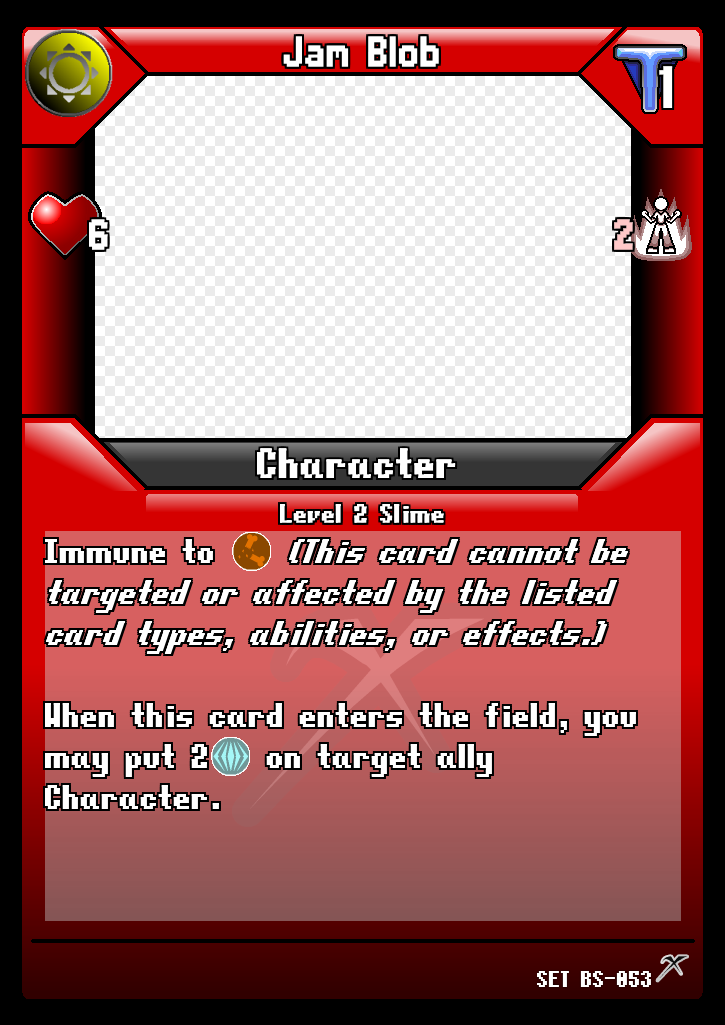 Jam Blob
T1
6
2
Character
Level 2 Slime
Immune to (This card cannot be
targeted or affected by the listed
card types, abilities, or effects.)
When this card enters the field, you
may put 2 on target ally
Character.
SET BS-053